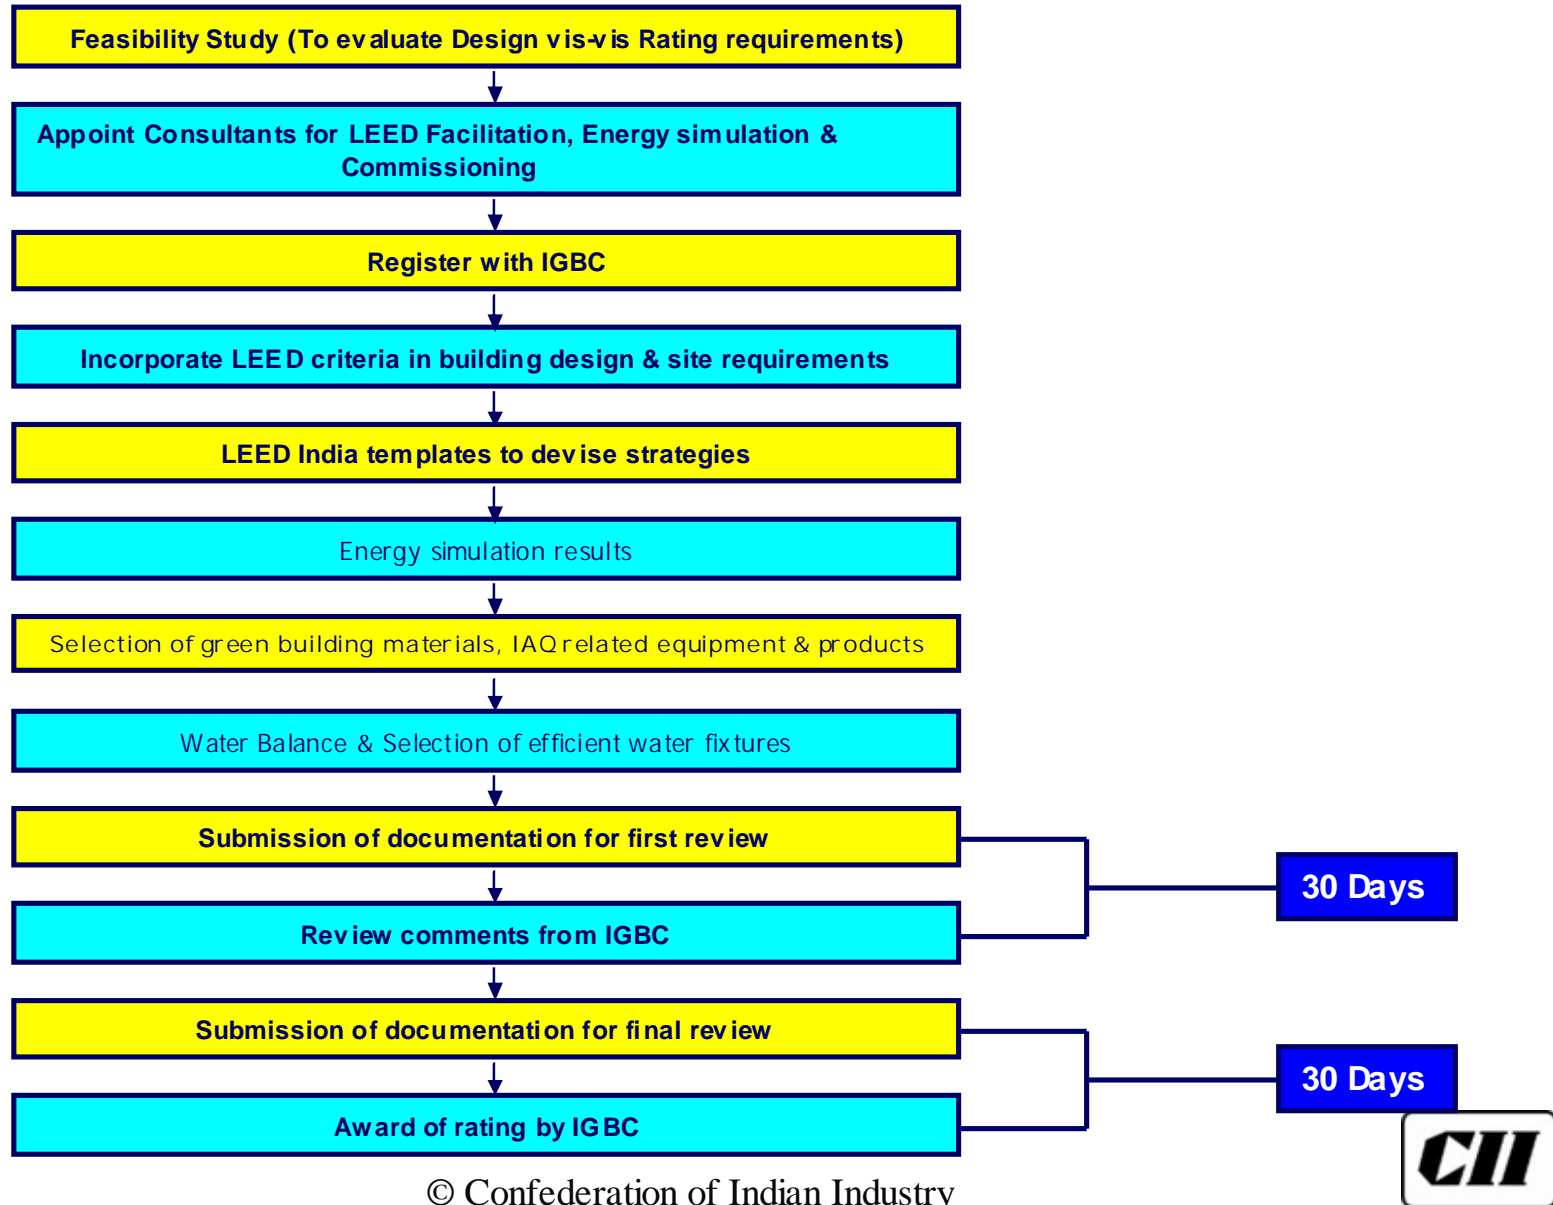 Feasibility Study (To evaluate Design vis-vis Rating requirements)
Appoint Consultants for LEED Facilitation, Energy simulation &
Commissioning
Register with IGBC
Incorporate LEED criteria in building design & site requirements
LEED India templates to devise strategies
Energy simulation results
Selection of green building materials, IAQ related equipment & products
Water Balance & Selection of efficient water fixtures
Submission of documentation for first review
30 Days
Review comments from IGBC
Submission of documentation for final review
30 Days
Award of rating by IGBC
CII
© Confederation of Indian Industry